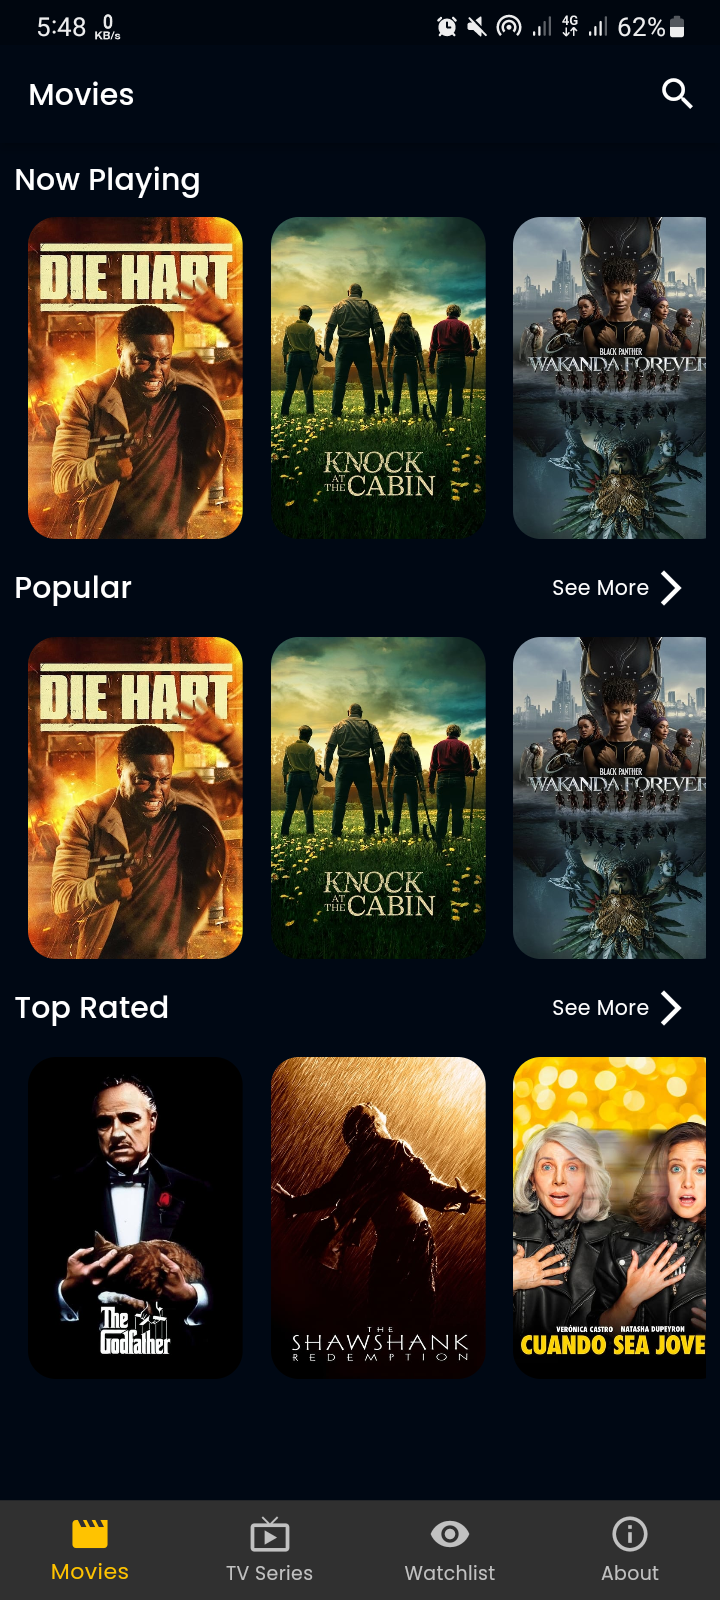 5:48 0 KB/s 4G 62%
Movies
Now Playing
DIE HART
KNOCK
AT THE CABIN
BLACK PANTHER
WAKANDA FOREVER
Popular See More
DIE HART
KNOCK
AT THE CABIN
BLACK PANTHER
WAKANDA FOREVER
Top Rated See More
The
Godfather
THE
SHAWSHANK
REDEMPTION
VERÓNICA CASTRO NATASHA DUPEYRON
CUANDO SEA JOVE
Movies TV Series Watchlist About